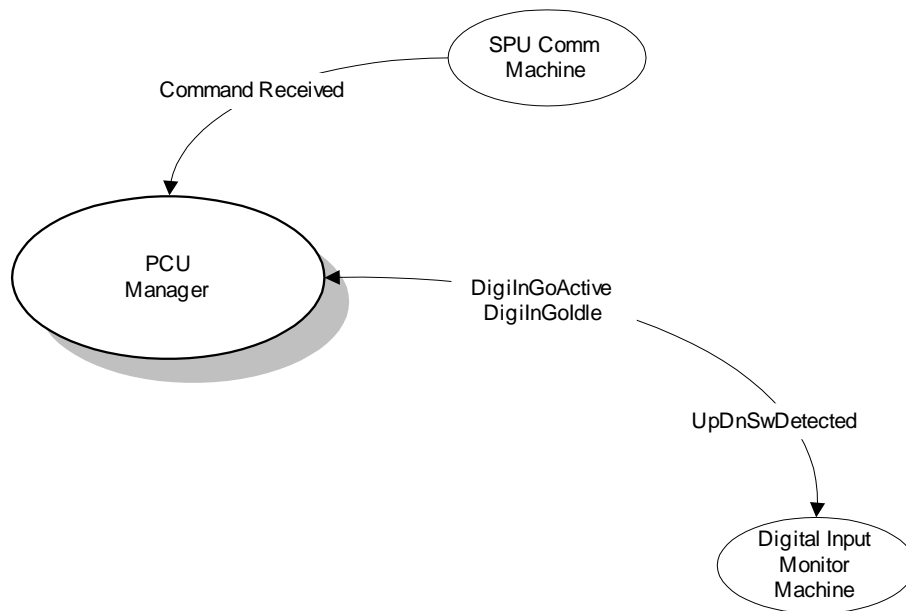 SPU Comm
Machine
Command Received
PCU
Manager
DigiInGoActive
DigiInGoIdle
UpDnSwDetected
Digital Input
Monitor
Machine